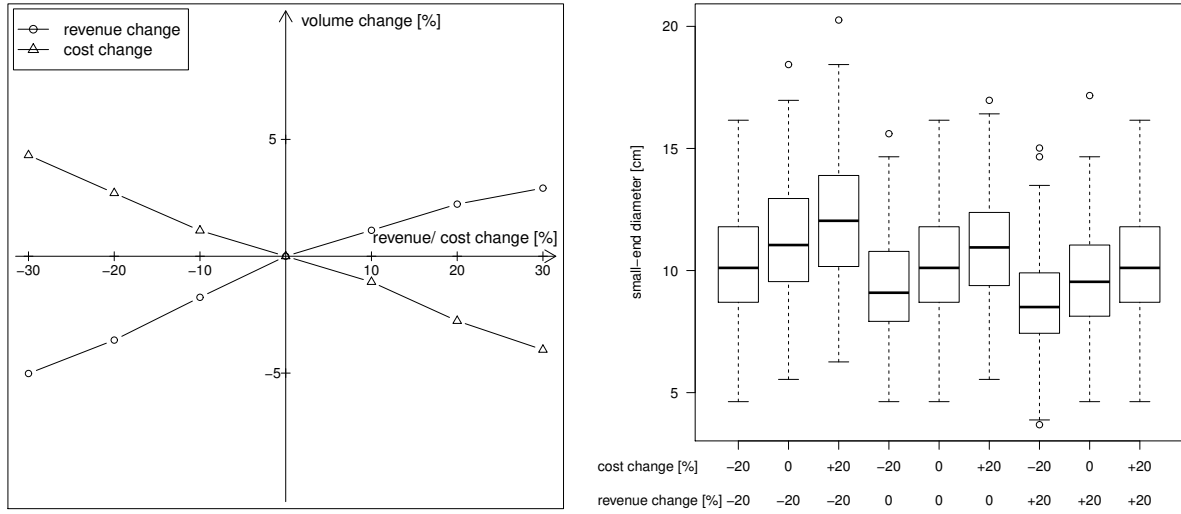 volume change [%]
revenue change
cost change
5
revenue/ cost change [%]
−30 −20 −10 10 20 30
−5
20
15
10
5
small−end diameter [cm]
cost change [%] −20 0 +20 −20 0 +20 −20 0 +20
revenue change [%] −20 −20 −20 0 0 0 +20 +20 +20